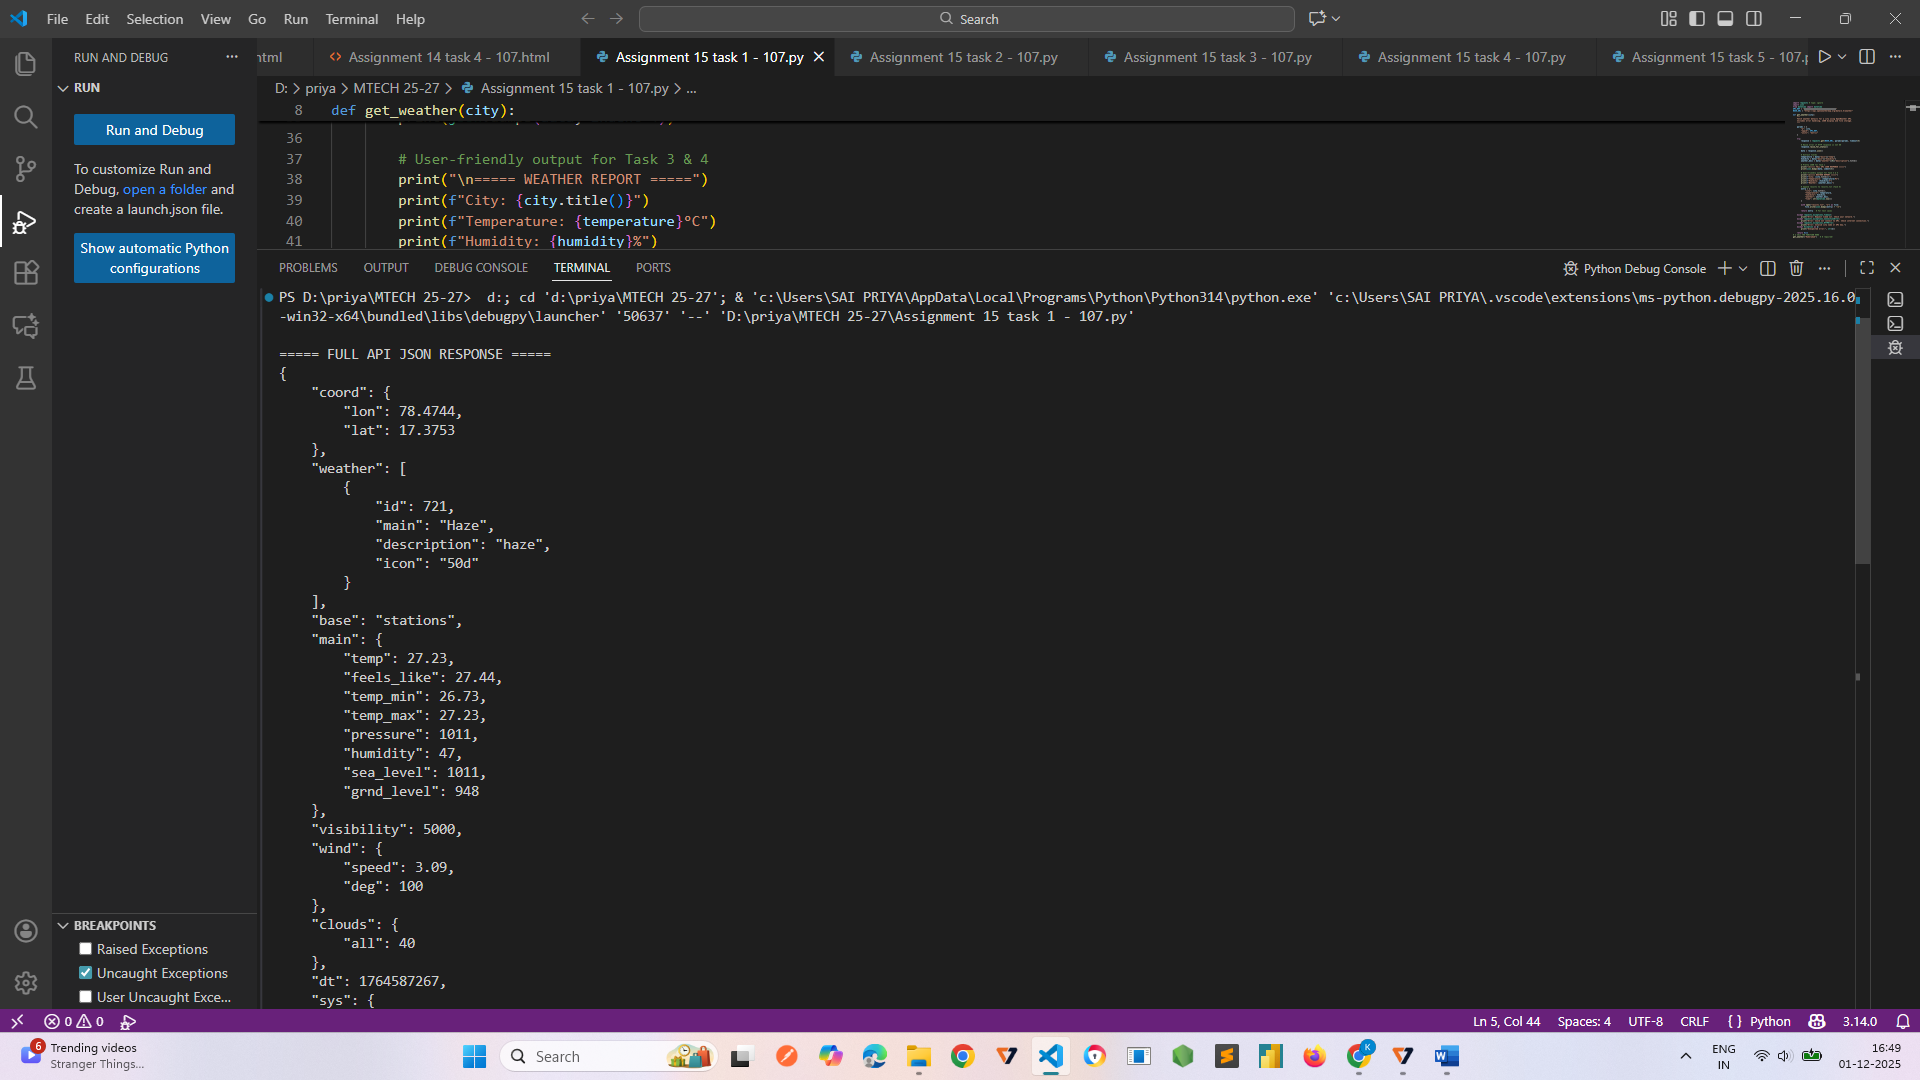 File Edit Selection View Go Run Terminal Help
Search
RUN AND DEBUG
html
Assignment 14 task 4 - 107.html
Assignment 15 task 1 - 107.py
Assignment 15 task 2 - 107.py
Assignment 15 task 3 - 107.py
Assignment 15 task 4 - 107.py
Assignment 15 task 5 - 107.p
RUN
Run and Debug
To customize Run and
Debug, open a folder and
create a launch.json file.
Show automatic Python
configurations
D: > priya > MTECH 25-27 > Assignment 15 task 1 - 107.py > ...
8 def get_weather(city):
36
37 # User-friendly output for Task 3 & 4
38 print("\n===== WEATHER REPORT =====")
39 print(f"City: {city.title()}")
40 print(f"Temperature: {temperature}°C")
41 print(f"Humidity: {humidity}%")
PROBLEMS OUTPUT DEBUG CONSOLE TERMINAL PORTS
Python Debug Console
PS D:\priya\MTECH 25-27> d:; cd 'd:\priya\MTECH 25-27'; & 'c:\Users\SAI PRIYA\AppData\Local\Programs\Python\Python314\python.exe' 'c:\Users\SAI PRIYA\.vscode\extensions\ms-python.debugpy-2025.16.0
-win32-x64\bundled\libs\debugpy\launcher' '50637' '--' 'D:\priya\MTECH 25-27\Assignment 15 task 1 - 107.py'
===== FULL API JSON RESPONSE =====
{
"coord": {
"lon": 78.4744,
"lat": 17.3753
},
"weather": [
{
"id": 721,
"main": "Haze",
"description": "haze",
"icon": "50d"
}
],
"base": "stations",
"main": {
"temp": 27.23,
"feels_like": 27.44,
"temp_min": 26.73,
"temp_max": 27.23,
"pressure": 1011,
"humidity": 47,
"sea_level": 1011,
"grnd_level": 948
},
"visibility": 5000,
"wind": {
"speed": 3.09,
"deg": 100
},
"clouds": {
"all": 40
},
"dt": 1764587267,
"sys": {
BREAKPOINTS
Raised Exceptions
Uncaught Exceptions
User Uncaught Exce...
0 0
Ln 5, Col 44 Spaces: 4 UTF-8 CRLF { } Python 3.14.0
6
Trending videos
Stranger Things...
Search
K
ENG
IN
16:49
01-12-2025